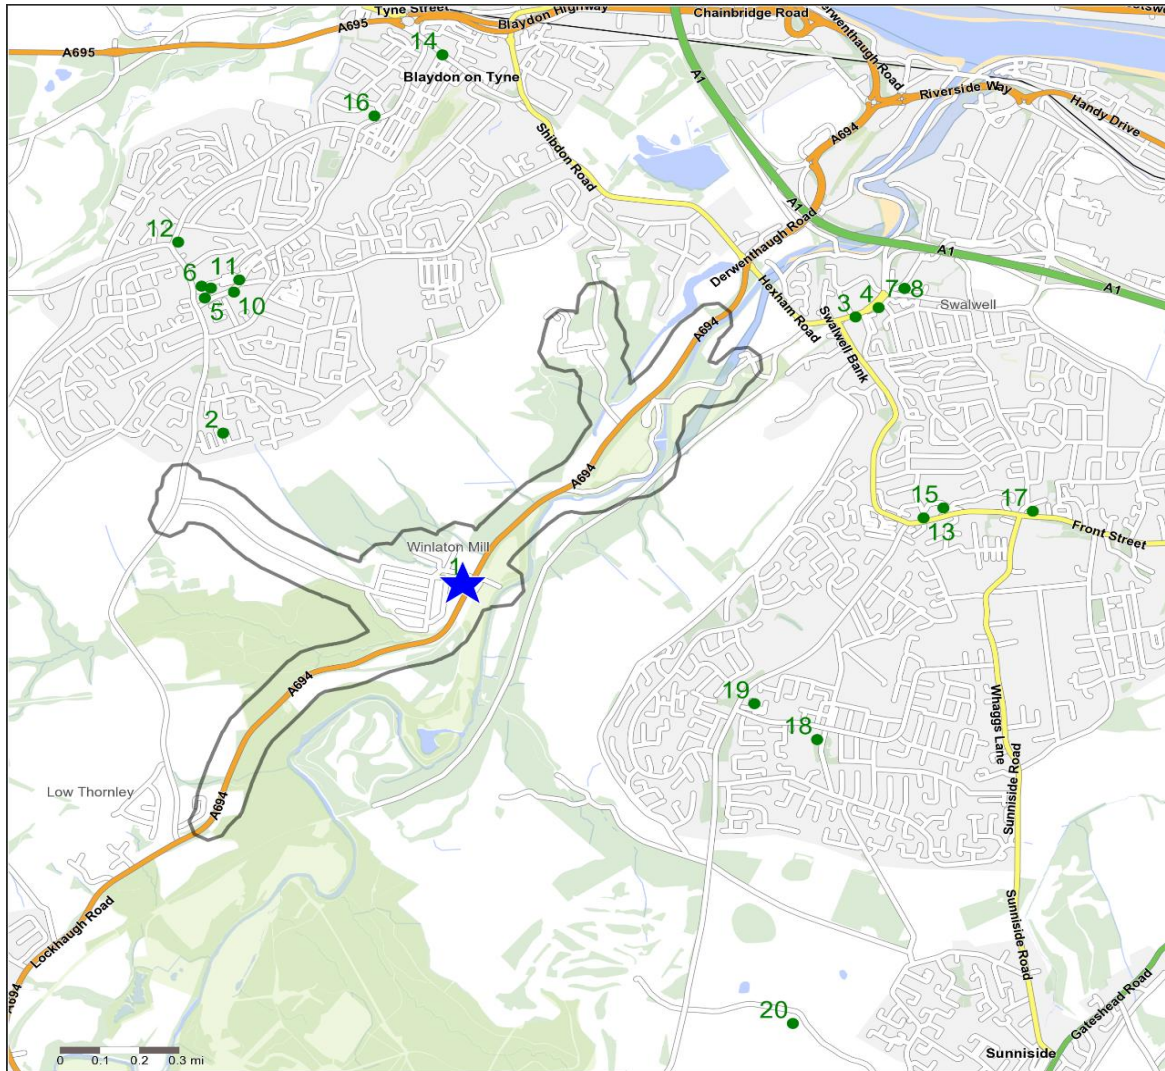 Tyne Street
Blaydon Highway
Chainbridge Road
A695
A695
14
Blaydon on Tyne
A1
Derwenthaugh Road
Riverside Way
Handy Drive
A694
16
Shibdon Road
A1
Derwenthaugh Road
A1
A1
12
6
11
5
10
Hexham Road
3
4
7
8
Swalwell
A694
Swalwell Bank
2
A694
15
13
17
Front Street
Winlaton Mill
1
A694
19
18
Whaggs Lane
Sunniside Road
Low Thornley
A694
Lockhaugh Road
Sunniside Road
A694
20
Gateshead Road
Sunniside
0 0.1 0.2 0.3 mi